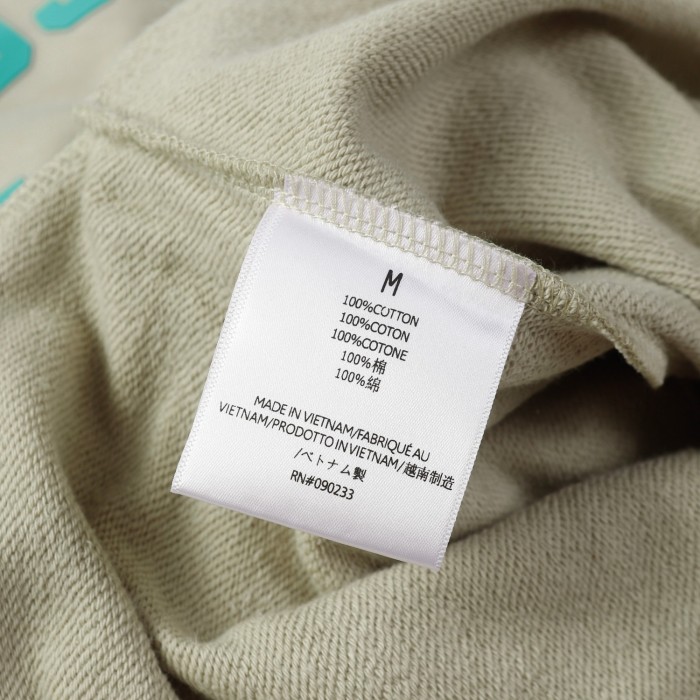 M
100%COTTON
100%COTON
100%COTONE
100%棉
100%綿
MADE IN VIETNAM/FABRIQUÉ AU
VIETNAM/PRODOTTO IN VIETNAM/越南制造
/ベトナム製
RN#090233